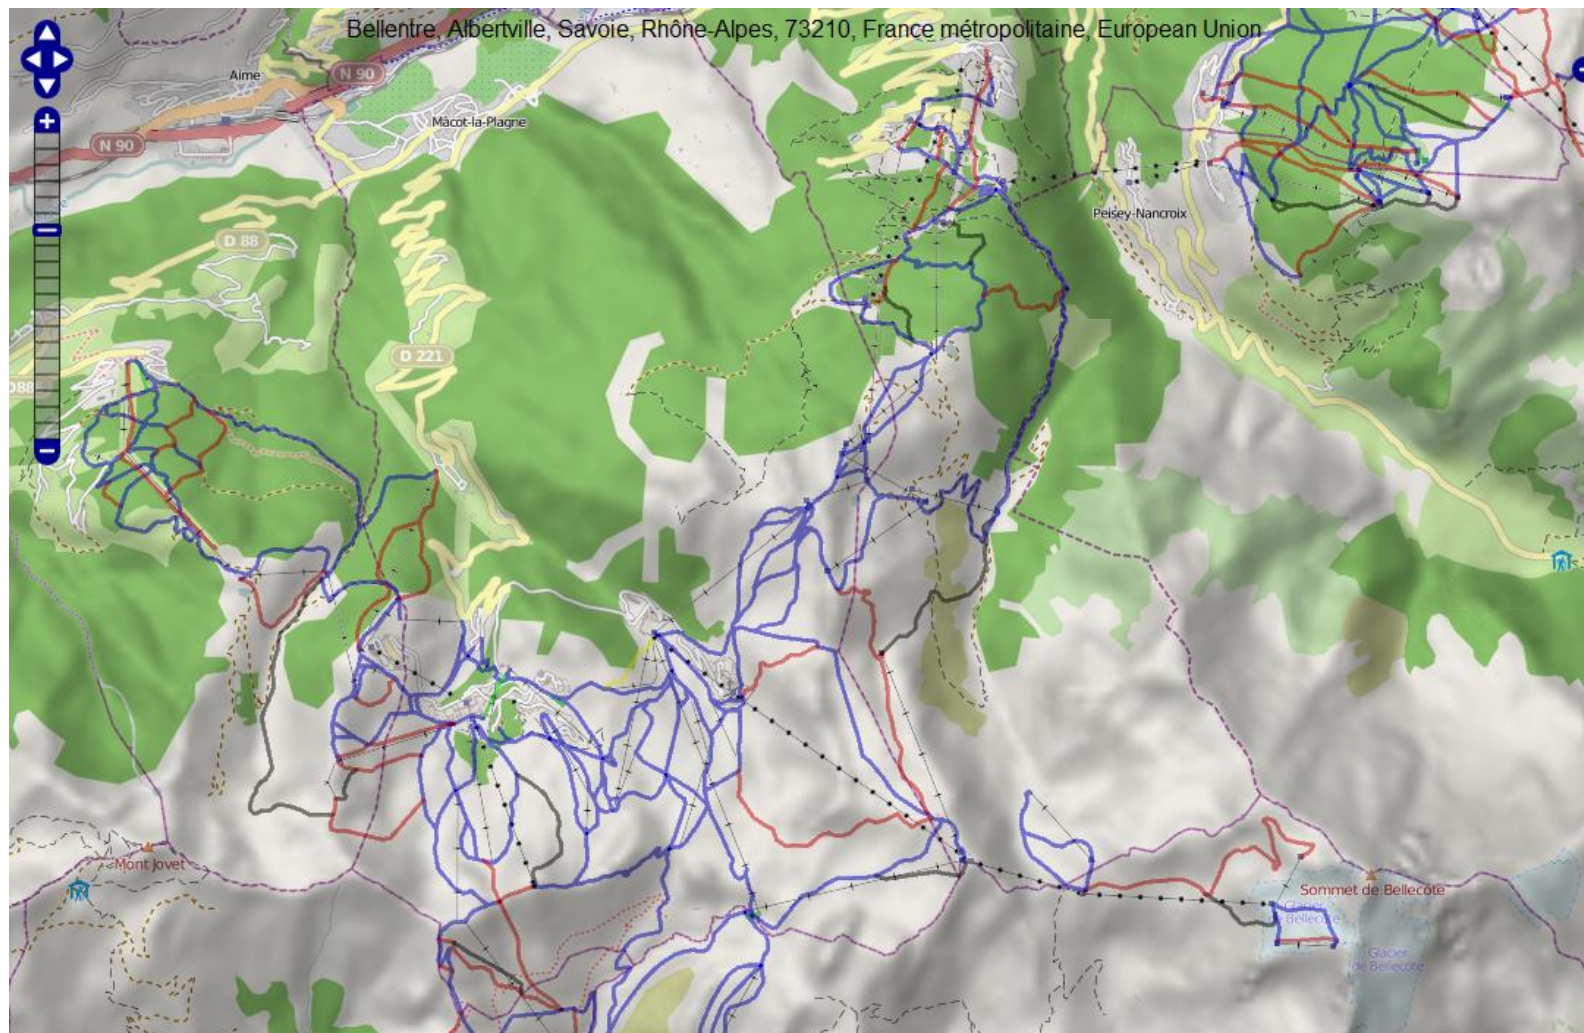 Bellentre, Albertville, Savoie, Rhône-Alpes, 73210, France métropolitaine, European Union
Aime
N 90
Mâcot-la-Plagne
N 90
Peisey-Nancroix
D 88
D 221
D88
Mont Jovet
Sommet de Bellecôte
Glacier
de Bellecôte
Glacier
de Bellecôte